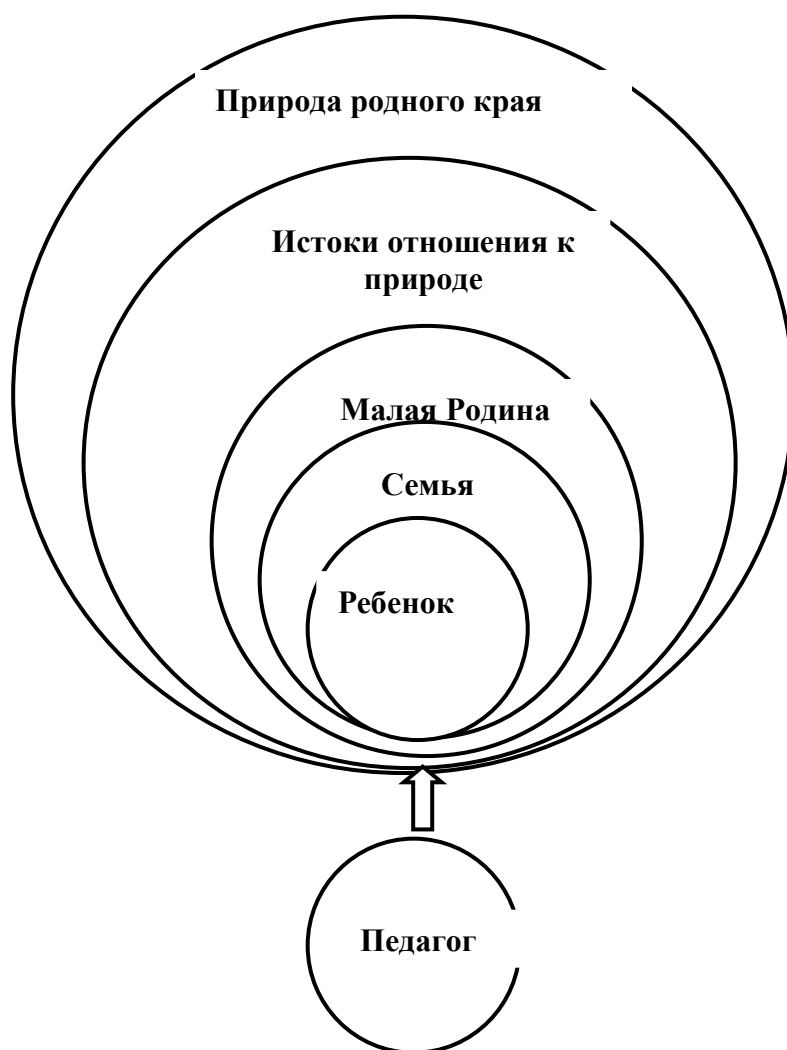 Природа родного края
Истоки отношения к
природе
Малая Родина
Семья
Ребенок
Педагог